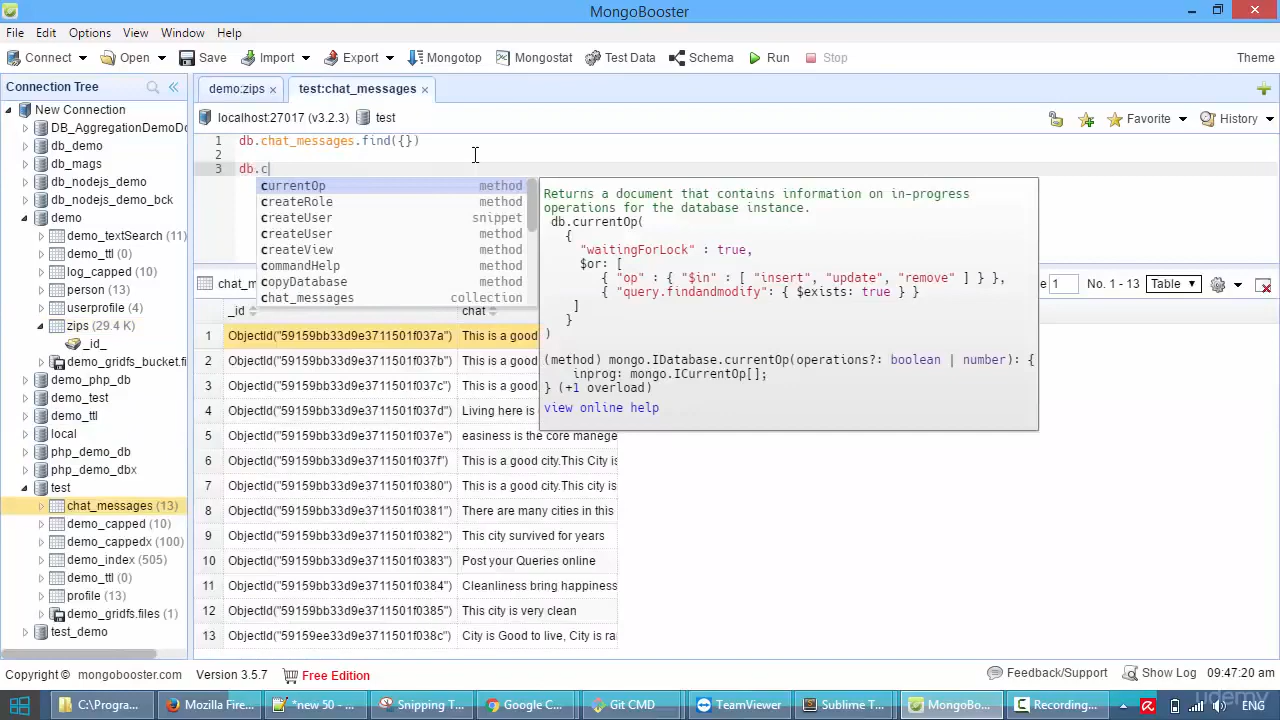 MongoBooster
File Edit Options View Window Help
Connect Open Save Import Export Mongotop Mongostat Test Data Schema Run Stop Theme
Connection Tree
demo:zips × test:chat_messages ×
localhost:27017 (v3.2.3) test Favorite History
New Connection
DB_AggregationDemoDo
db_demo
db_mags
db_nodejs_demo
db_nodejs_demo_bck
demo
demo_textSearch (11)
demo_ttl (0)
log_capped (10)
person (13)
userprofile (4)
zips (29.4 K)
_id_
demo_gridfs_bucket.fi
demo_php_db
demo_test
demo_ttl
local
php_demo_db
php_demo_dbx
test
chat_messages (13)
demo_capped (10)
demo_cappedx (100)
demo_index (505)
demo_ttl (0)
profile (13)
demo_gridfs.files (1)
test_demo
1 db.chat_messages.find({})
2
3 db.c
currentOp method
createRole method
createUser snippet
createUser method
createView method
commandHelp method
copyDatabase method
chat_messages collection
Returns a document that contains information on in-progress
operations for the database instance.
db.currentOp(
{
"waitingForLock" : true,
$or: [
{ "op" : { "$in" : [ "insert", "update", "remove" ] } },
{ "query.findandmodify": { $exists: true } }
]
}
)
(method) mongo.IDatabase.currentOp(operations?: boolean | number): {
inprog: mongo.ICurrentOp[];
} (+1 overload)
view online help
chat_m 1 No. 1 - 13 Table
_id chat
1 ObjectId("59159bb33d9e3711501f037a") This is a good
2 ObjectId("59159bb33d9e3711501f037b") This is a good
3 ObjectId("59159bb33d9e3711501f037c") This is a good
4 ObjectId("59159bb33d9e3711501f037d") Living here is
5 ObjectId("59159bb33d9e3711501f037e") easiness is the core manege
6 ObjectId("59159bb33d9e3711501f037f") This is a good city.This City is
7 ObjectId("59159bb33d9e3711501f0380") This is a good city.This city is
8 ObjectId("59159bb33d9e3711501f0381") There are many cities in this
9 ObjectId("59159bb33d9e3711501f0382") This city survived for years
10 ObjectId("59159bb33d9e3711501f0383") Post your Queries online
11 ObjectId("59159bb33d9e3711501f0384") Cleanliness bring happiness
12 ObjectId("59159bb33d9e3711501f0385") This city is very clean
13 ObjectId("59159ee33d9e3711501f038c") City is Good to live, City is ra
Copyright © mongobooster.com Version 3.5.7 Free Edition Feedback/Support Show Log 09:47:20 am
C:\Progra... Mozilla Fire... *new 50 - ... Snipping T... Google C... Git CMD TeamViewer Sublime T... MongoBo... Recording... ENG
udemy